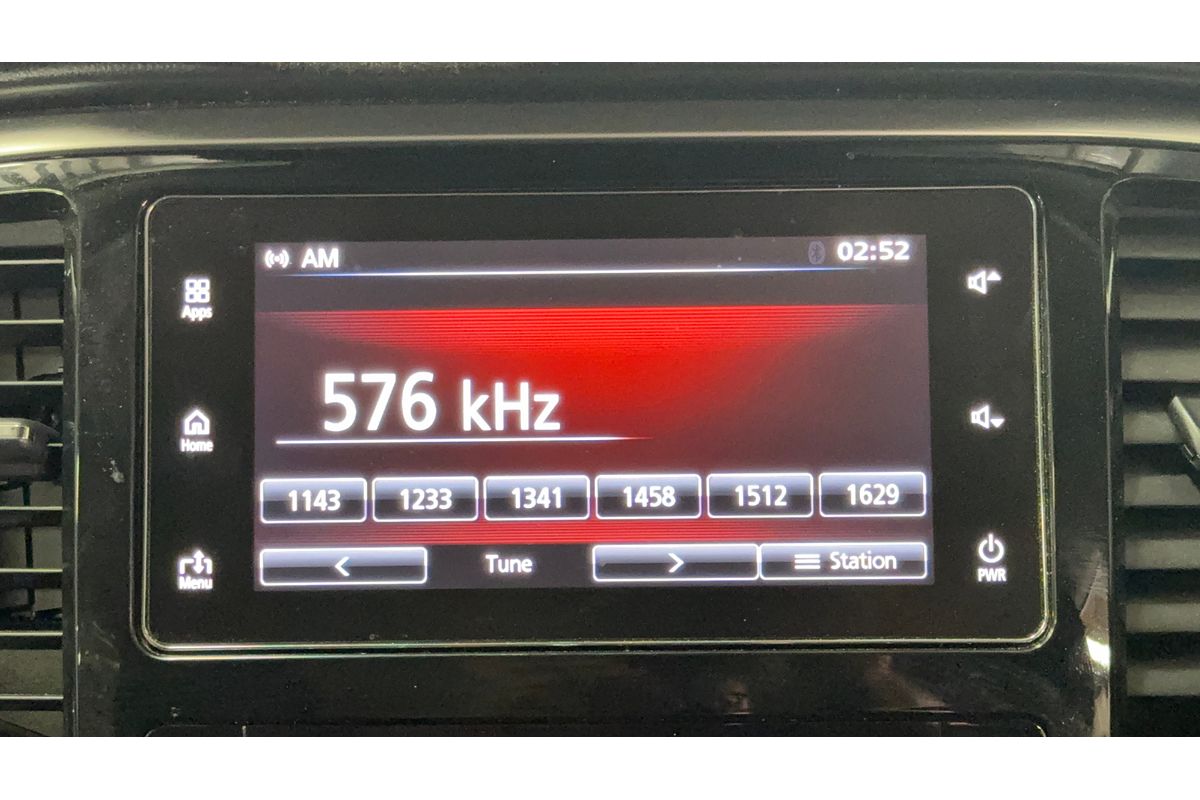 AM 02:52
Apps
576 kHz
Home
1143 1233 1341 1458 1512 1629
< Tune > Station
Menu
PWR